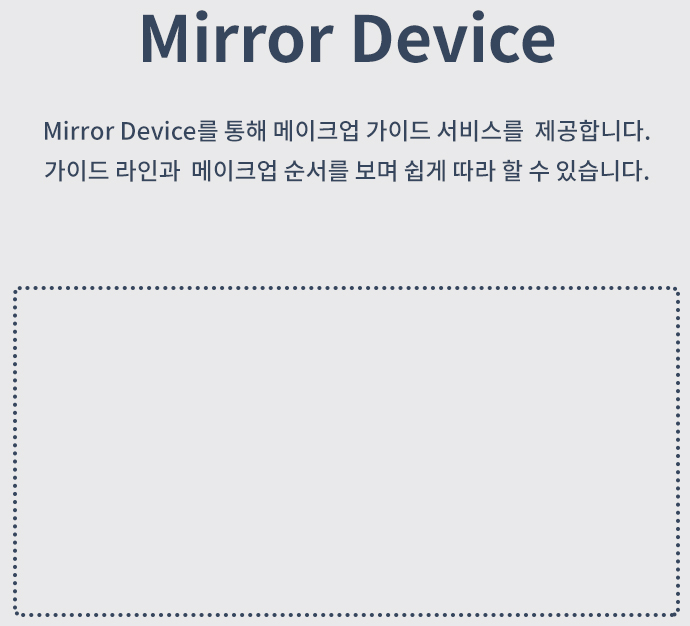 Mirror Device
Mirror Device를 통해 메이크업 가이드 서비스를 제공합니다.
가이드 라인과 메이크업 순서를 보며 쉽게 따라 할 수 있습니다.